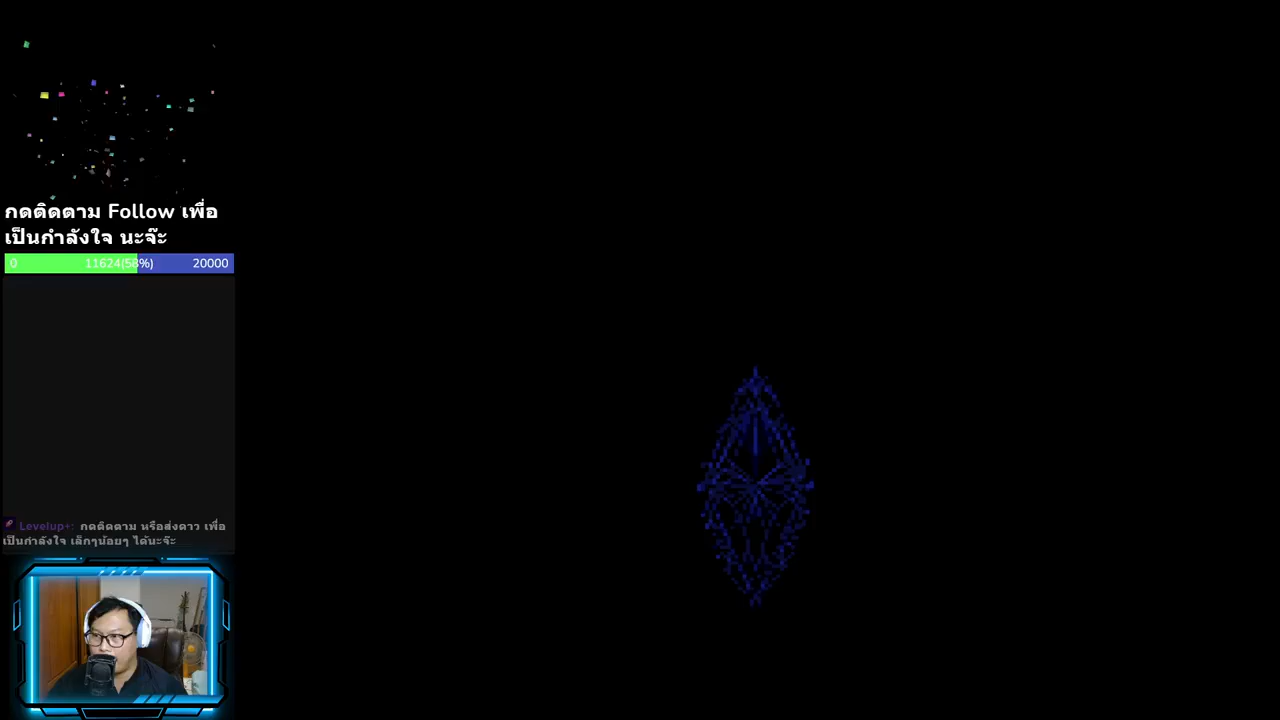 กดติดตาม Follow เพื่อ
เป็นกำลังใจ นะจ๊ะ
0 11624(58%) 20000
Levelup+: กดติดตาม หรือส่งดาว เพื่อ
เป็นกำลังใจ เล็กๆน้อยๆ ได้นะจ๊ะ